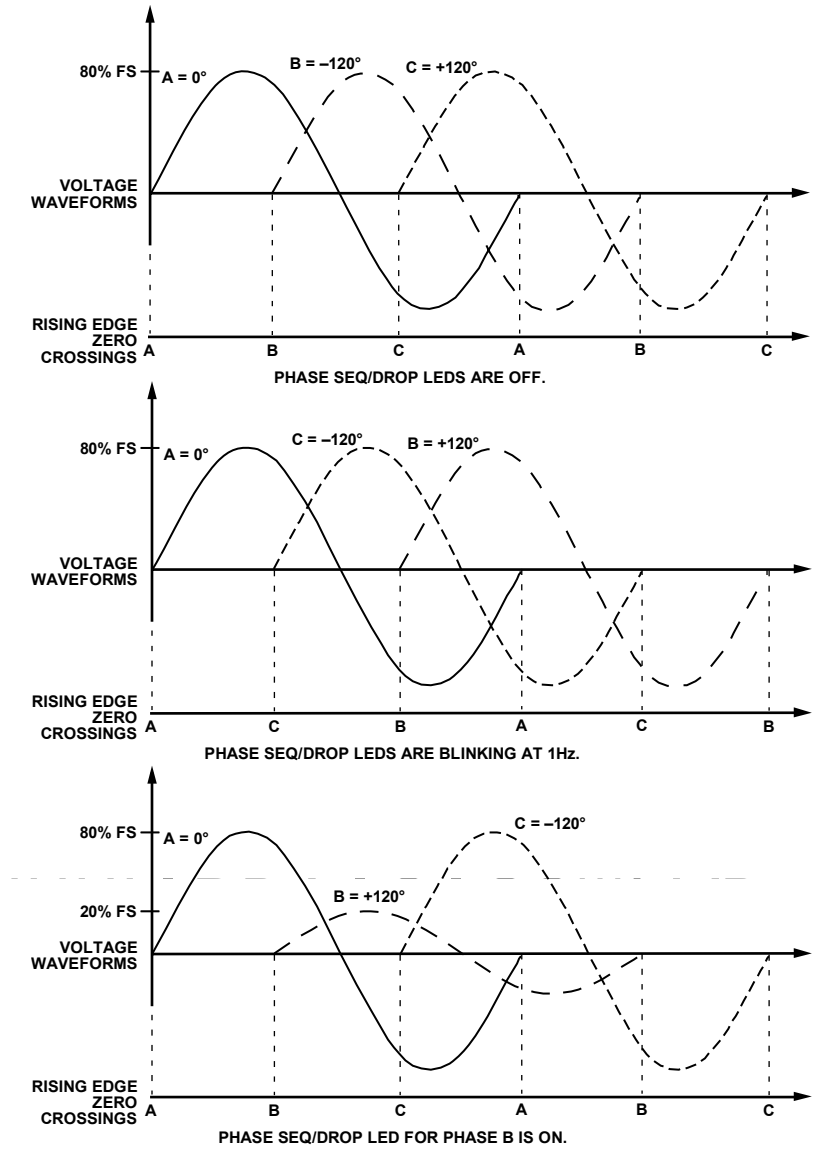 80% FS
A = 0°
B = –120°
C = +120°
VOLTAGE
WAVEFORMS
RISING EDGE
ZERO
CROSSINGS
A
B
C
A
B
C
PHASE SEQ/DROP LEDS ARE OFF.
80% FS
A = 0°
C = –120°
B = +120°
VOLTAGE
WAVEFORMS
RISING EDGE
ZERO
CROSSINGS
A
C
B
A
C
B
PHASE SEQ/DROP LEDS ARE BLINKING AT 1Hz.
80% FS
A = 0°
C = –120°
20% FS
B = +120°
VOLTAGE
WAVEFORMS
RISING EDGE
ZERO
CROSSINGS
A
B
C
A
B
C
PHASE SEQ/DROP LED FOR PHASE B IS ON.